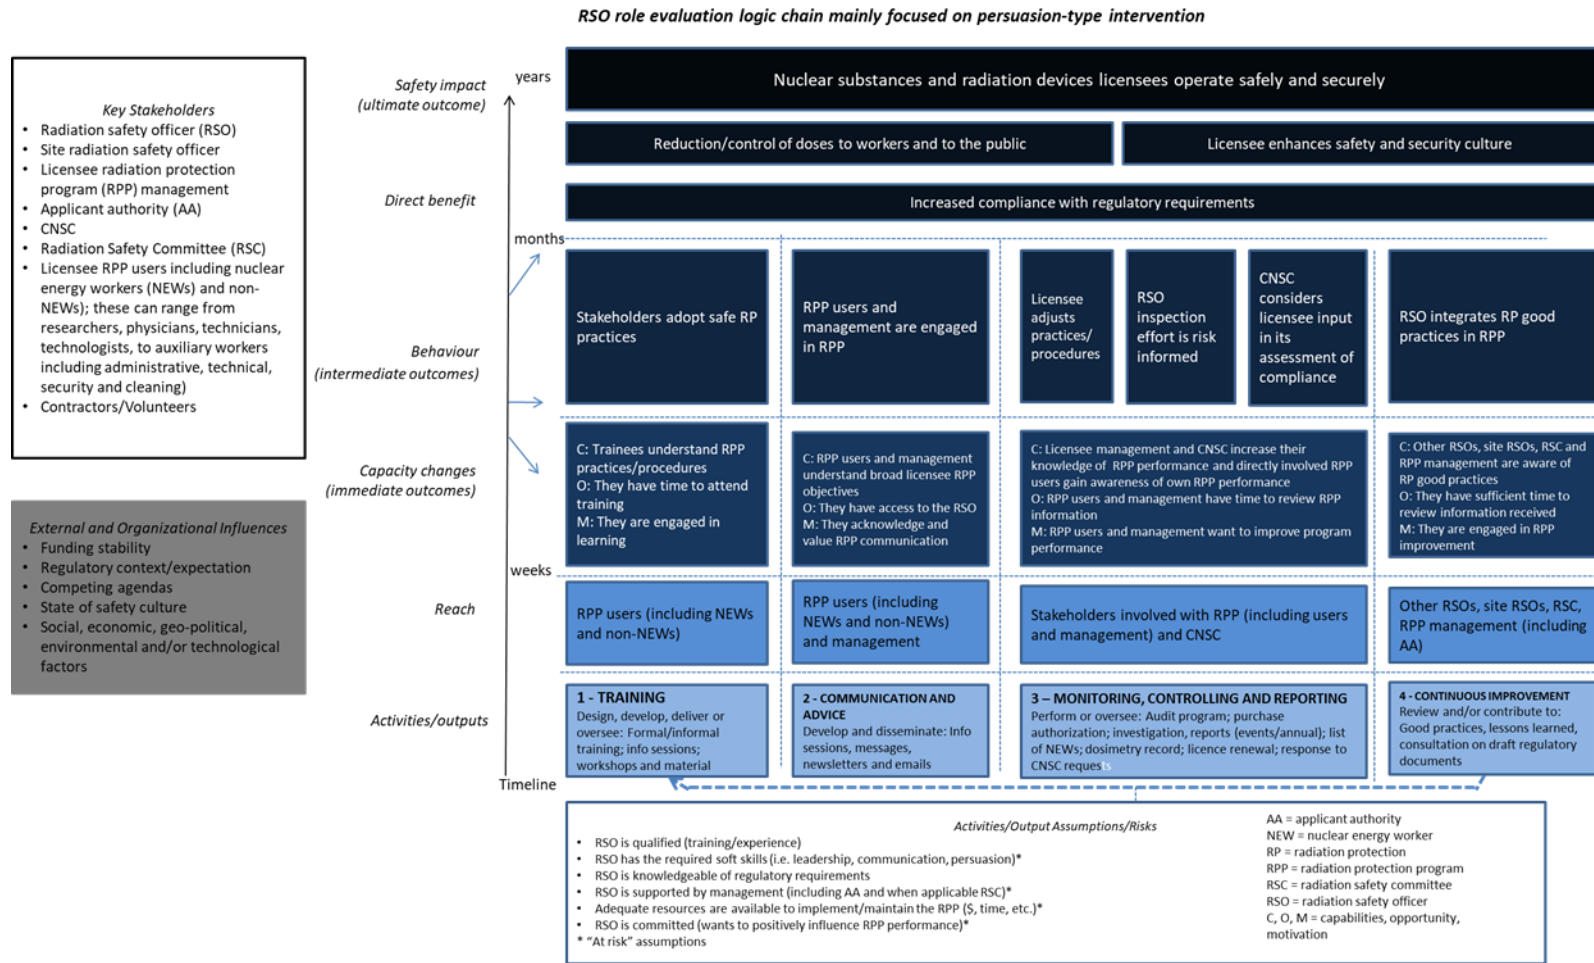 RSO role evaluation logic chain mainly focused on persuasion-type intervention
Key Stakeholders
• Radiation safety officer (RSO)
• Site radiation safety officer
• Licensee radiation protection
program (RPP) management
• Applicant authority (AA)
• CNSC
• Radiation Safety Committee (RSC)
• Licensee RPP users including nuclear
energy workers (NEWs) and non-
NEWs); these can range from
researchers, physicians, technicians,
technologists, to auxiliary workers
including administrative, technical,
security and cleaning)
• Contractors/Volunteers
External and Organizational Influences
• Funding stability
• Regulatory context/expectation
• Competing agendas
• State of safety culture
• Social, economic, geo-political,
environmental and/or technological
factors
Safety impact
(ultimate outcome)
years
Nuclear substances and radiation devices licensees operate safely and securely
Reduction/control of doses to workers and to the public
Licensee enhances safety and security culture
Direct benefit
Increased compliance with regulatory requirements
months
Behaviour
(intermediate outcomes)
Stakeholders adopt safe RP
practices
RPP users and
management are engaged
in RPP
Licensee
adjusts
practices/
procedures
RSO
inspection
effort is risk
informed
CNSC
considers
licensee input
in its
assessment of
compliance
RSO integrates RP good
practices in RPP
Capacity changes
(immediate outcomes)
C: Trainees understand RPP
practices/procedures
O: They have time to attend
training
M: They are engaged in
learning
C: RPP users and management
understand broad licensee RPP
objectives
O: They have access to the RSO
M: They acknowledge and
value RPP communication
C: Licensee management and CNSC increase their
knowledge of RPP performance and directly involved RPP
users gain awareness of own RPP performance
O: RPP users and management have time to review RPP
information
M: RPP users and management want to improve program
performance
C: Other RSOs, site RSOs, RSC and
RPP management are aware of
RP good practices
O: They have sufficient time to
review information received
M: They are engaged in RPP
improvement
weeks
Reach
RPP users (including NEWs
and non-NEWs)
RPP users (including
NEWs and non-NEWs)
and management
Stakeholders involved with RPP (including users
and management) and CNSC
Other RSOs, site RSOs, RSC,
RPP management (including
AA)
Activities/outputs
1 - TRAINING
Design, develop, deliver or
oversee: Formal/informal
training; info sessions;
workshops and material
2 - COMMUNICATION AND
ADVICE
Develop and disseminate: Info
sessions, messages,
newsletters and emails
3 – MONITORING, CONTROLLING AND REPORTING
Perform or oversee: Audit program; purchase
authorization; investigation, reports (events/annual); list
of NEWs; dosimetry record; licence renewal; response to
CNSC requests
4 - CONTINUOUS IMPROVEMENT
Review and/or contribute to:
Good practices, lessons learned,
consultation on draft regulatory
documents
Timeline
Activities/Output Assumptions/Risks
• RSO is qualified (training/experience)
• RSO has the required soft skills (i.e. leadership, communication, persuasion)*
• RSO is knowledgeable of regulatory requirements
• RSO is supported by management (including AA and when applicable RSC)*
• Adequate resources are available to implement/maintain the RPP ($, time, etc.)*
• RSO is committed (wants to positively influence RPP performance)*
* "At risk" assumptions
AA = applicant authority
NEW = nuclear energy worker
RP = radiation protection
RPP = radiation protection program
RSC = radiation safety committee
RSO = radiation safety officer
C, O, M = capabilities, opportunity,
motivation